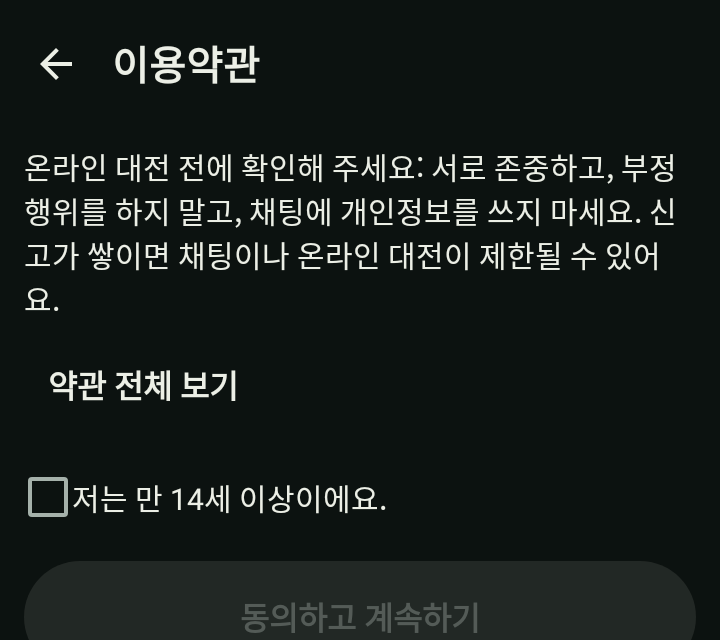 이용약관
온라인 대전 전에 확인해 주세요: 서로 존중하고, 부정
행위를 하지 말고, 채팅에 개인정보를 쓰지 마세요. 신
고가 쌓이면 채팅이나 온라인 대전이 제한될 수 있어
요.
약관 전체 보기
저는 만 14세 이상이에요.
동의하고 계속하기